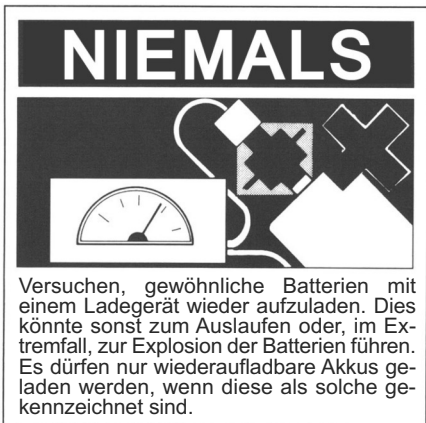 NIEMALS
Versuchen, gewöhnliche Batterien mit
einem Ladegerät wieder aufzuladen. Dies
könnte sonst zum Auslaufen oder, im Ex-
tremfall, zur Explosion der Batterien führen.
Es dürfen nur wiederaufladbare Akkus ge-
laden werden, wenn diese als solche ge-
kennzeichnet sind.